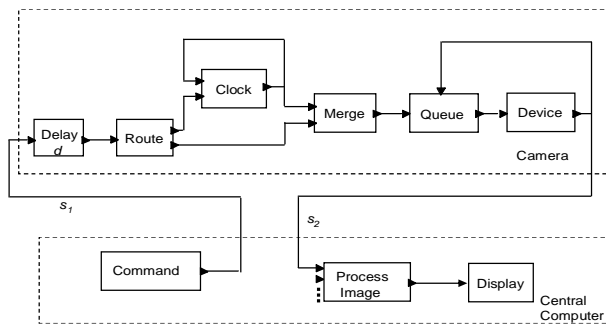 Clock
Delay
d
Route
Merge
Queue
Device
Camera
s1
s2
Command
Process
Image
Display
Central
Computer